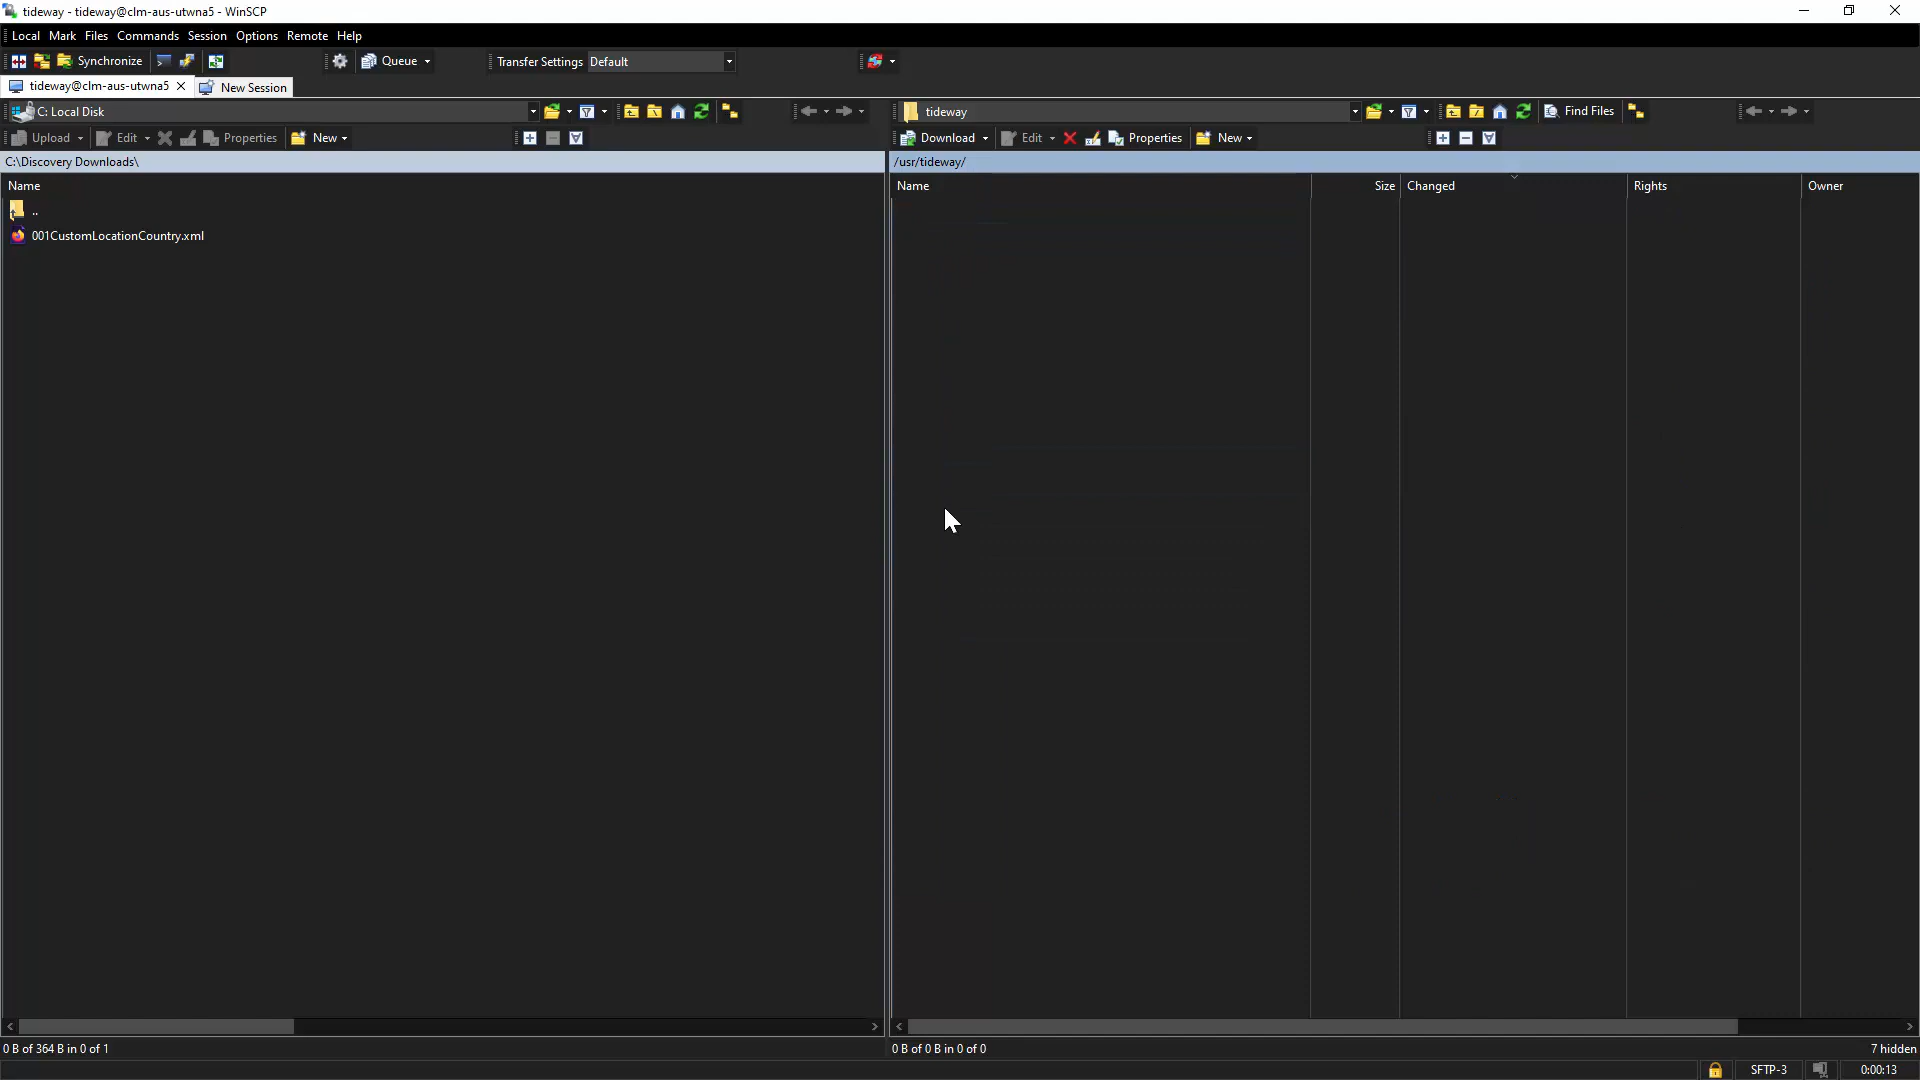 tideway - tideway@clm-aus-utwna5 - WinSCP
Local Mark Files Commands Session Options Remote Help
Synchronize Queue Transfer Settings Default
tideway@clm-aus-utwna5 New Session
C: Local Disk
Upload Edit Properties New
C:\Discovery Downloads\
Name
..
001CustomLocationCountry.xml
0 B of 364 B in 0 of 1
tideway Find Files
Download Edit Properties New
/usr/tideway/
Name Size Changed Rights Owner
0 B of 0 B in 0 of 0 7 hidden
SFTP-3 0:00:13